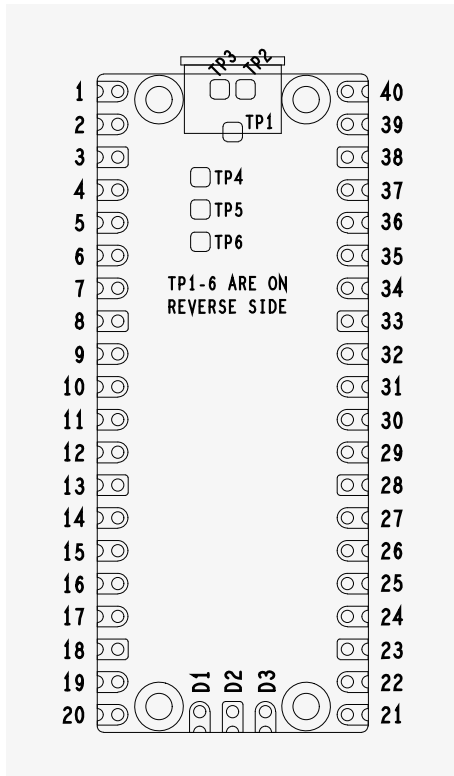 TP3 TP2
1 40
TP1
2 39
3 38
TP4
4 37
TP5
5 36
TP6
6 35
TP1-6 ARE ON
7 34
REVERSE SIDE
8 33
9 32
10 31
11 30
12 29
13 28
14 27
15 26
16 25
17 24
18 23
D1 D2 D3
19 22
20 21